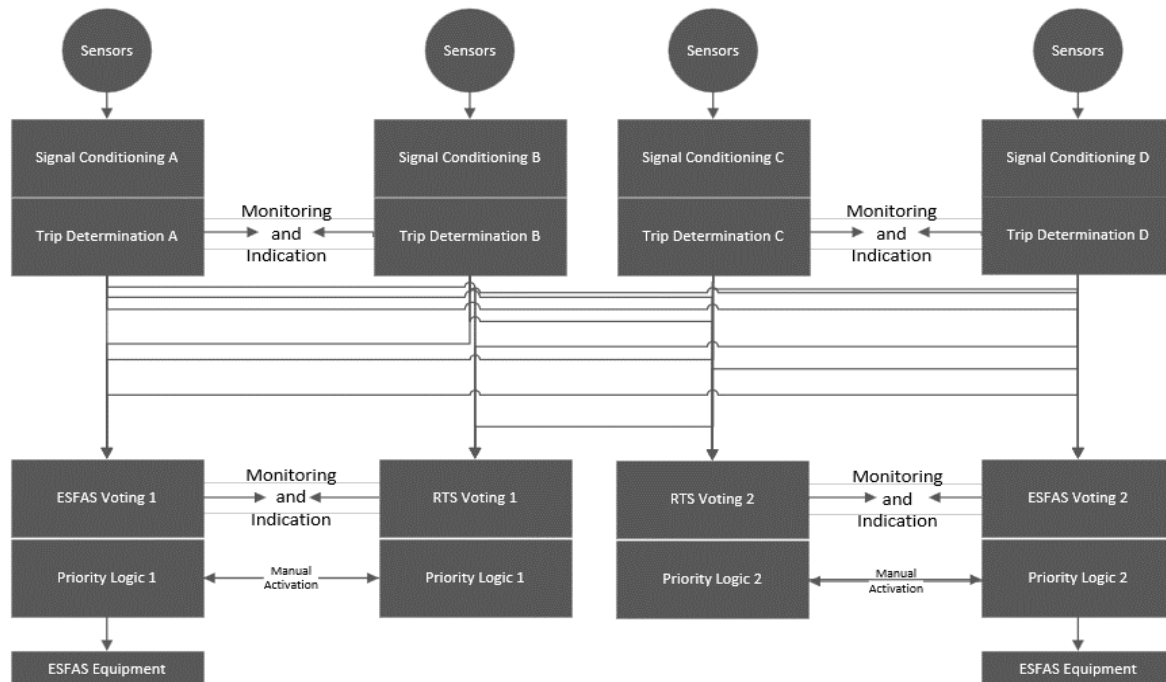 Sensors
Sensors
Sensors
Sensors
Signal Conditioning A
Signal Conditioning B
Signal Conditioning C
Signal Conditioning D
Trip Determination A
Monitoring
and
Indication
Trip Determination B
Trip Determination C
Monitoring
and
Indication
Trip Determination D
ESFAS Voting 1
Monitoring
and
Indication
RTS Voting 1
RTS Voting 2
Monitoring
and
Indication
ESFAS Voting 2
Priority Logic 1
Manual
Activation
Priority Logic 1
Priority Logic 2
Manual
Activation
Priority Logic 2
ESFAS Equipment
ESFAS Equipment